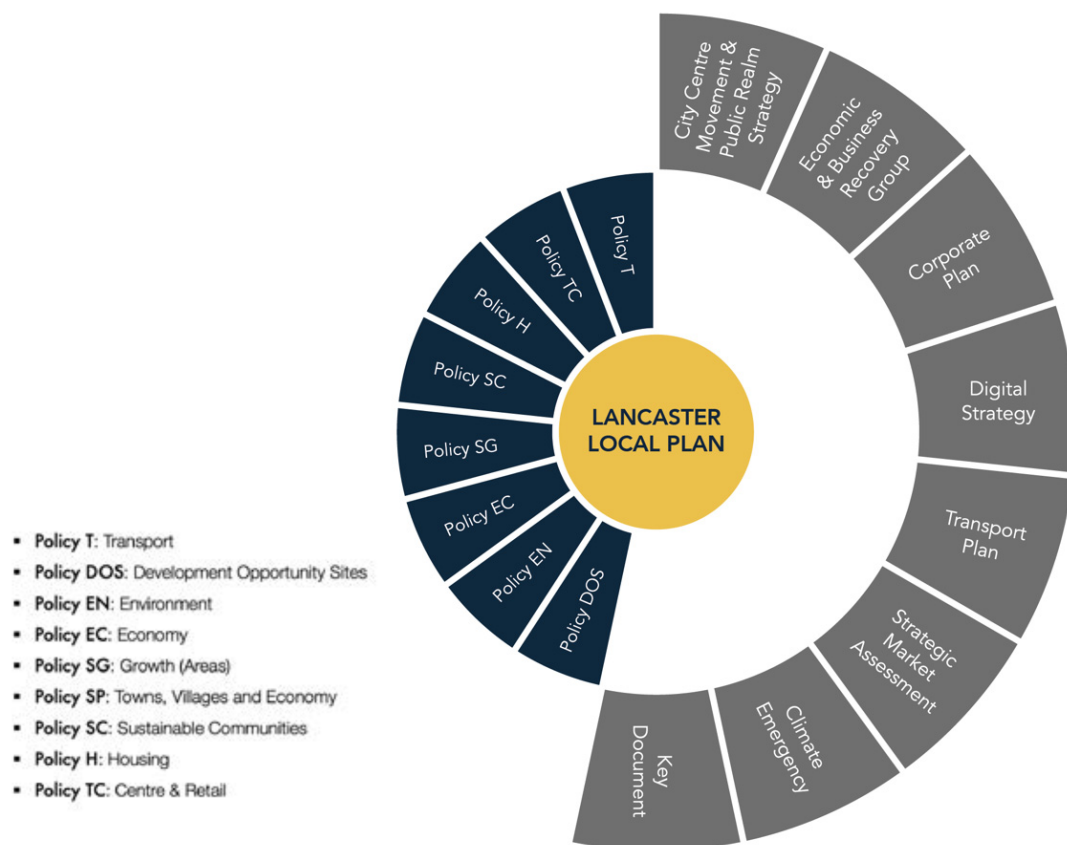 City Centre
Movement &
Public Realm
Strategy
Economic
& Business
Recovery
Group
Corporate
Plan
Digital
Strategy
Transport
Plan
Strategic
Market
Assessment
Climate
Emergency
Key
Document
Policy T
Policy TC
Policy H
Policy SC
Policy SG
Policy EC
Policy EN
Policy DOS
LANCASTER
LOCAL PLAN
▪ Policy T: Transport
▪ Policy DOS: Development Opportunity Sites
▪ Policy EN: Environment
▪ Policy EC: Economy
▪ Policy SG: Growth (Areas)
▪ Policy SP: Towns, Villages and Economy
▪ Policy SC: Sustainable Communities
▪ Policy H: Housing
▪ Policy TC: Centre & Retail